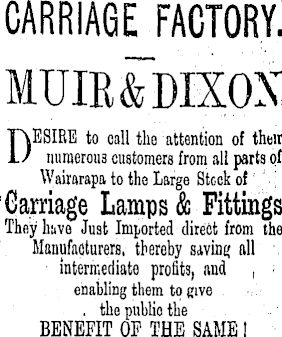 CARRIAGE FACTORY.
MUIR & DIXON
DESIRE to call the attention of their
numerous customers from all parts of
Wairarapa to the Large Stock of
Carriage Lamps & Fittings
They have Just Imported direct from the
Manufacturers, thereby saving all
intermediate profits, and
enabling them to give
the public the
BENEFIT OF THE SAME!